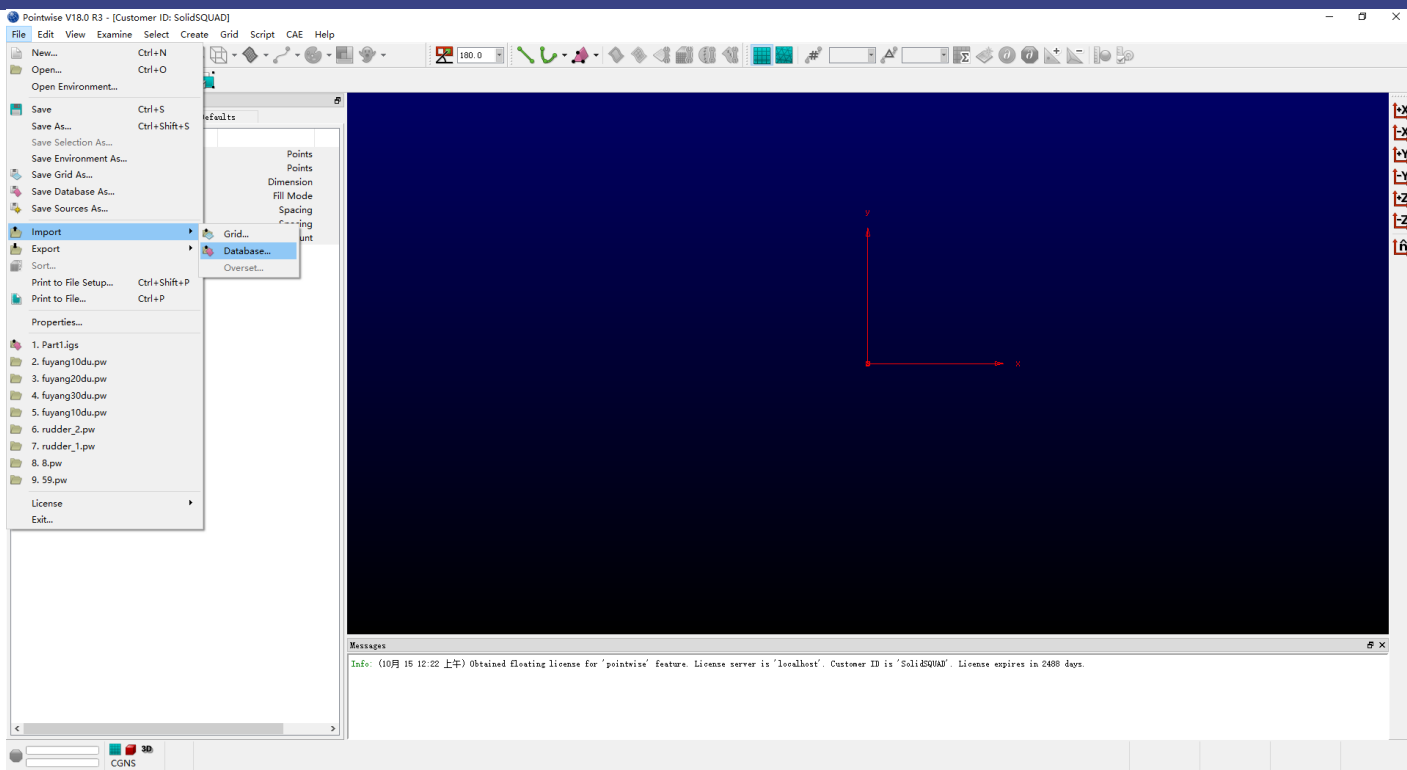 Pointwise V18.0 R3 - [Customer ID: SolidSQUAD]
File Edit View Examine Select Create Grid Script CAE Help
180.0
New... Ctrl+N
Open... Ctrl+O
Open Environment...
Save Ctrl+S
Save As... Ctrl+Shift+S
Save Selection As...
Save Environment As...
Save Grid As...
Save Database As...
Save Sources As...
Import
Export
Sort...
Print to File Setup... Ctrl+Shift+P
Print to File... Ctrl+P
Properties...
1. Part1.igs
2. fuyang10du.pw
3. fuyang20du.pw
4. fuyang30du.pw
5. fuyang10du.pw
6. rudder_2.pw
7. rudder_1.pw
8. 8.pw
9. 59.pw
License
Exit...
Grid...
Database...
Overset...
Points
Points
Dimension
Fill Mode
Spacing
y
x
+X
-X
+Y
-Y
+Z
-Z
n̂
Messages
Info: (10月 15 12:22 上午) Obtained floating license for 'pointwise' feature. License server is 'localhost'. Customer ID is 'SolidSQUAD'. License expires in 2488 days.
3D
CGNS